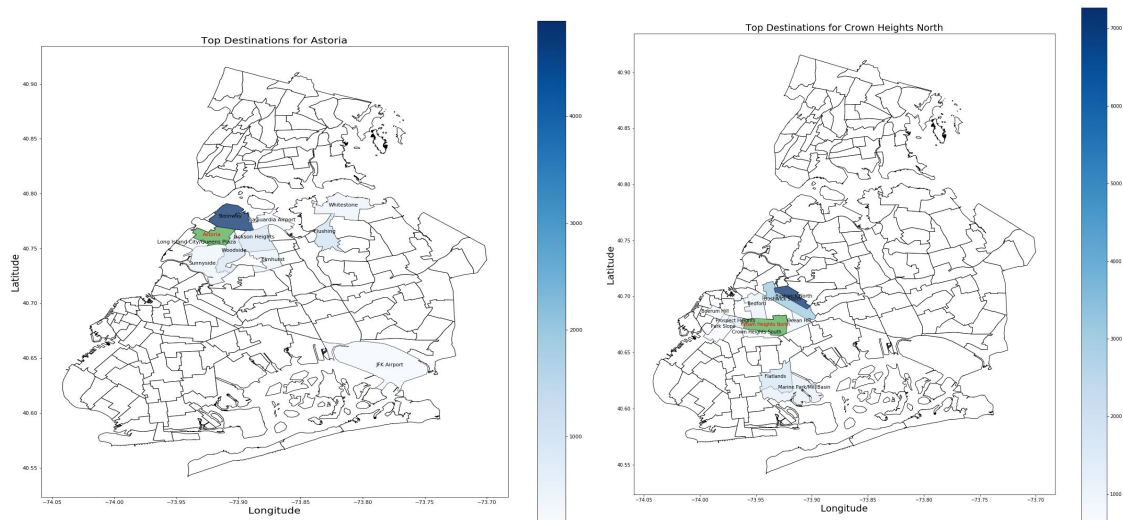 Top Destinations for Astoria
40.90
40.85
40.80
40.75
40.70
40.65
40.60
40.55
Latitude
Whitestone
Steinway
LaGuardia Airport
Flushing
Astoria
Jackson Heights
Long Island City/Queens Plaza
Woodside
Sunnyside
Elmhurst
JFK Airport
−74.05
−74.00
−73.95
−73.90
−73.85
−73.80
−73.75
−73.70
Longitude
4000
3000
2000
1000
Top Destinations for Crown Heights North
40.90
40.85
40.80
40.75
40.70
40.65
40.60
40.55
Latitude
Bushwick South
Bedford
Boerum Hill
Prospect Heights
Ocean Hill
Park Slope
Crown Heights North
Crown Heights South
Flatlands
Marine Park/Mill Basin
−74.05
−74.00
−73.95
−73.90
−73.85
−73.80
−73.75
−73.70
Longitude
7000
6000
5000
4000
3000
2000
1000